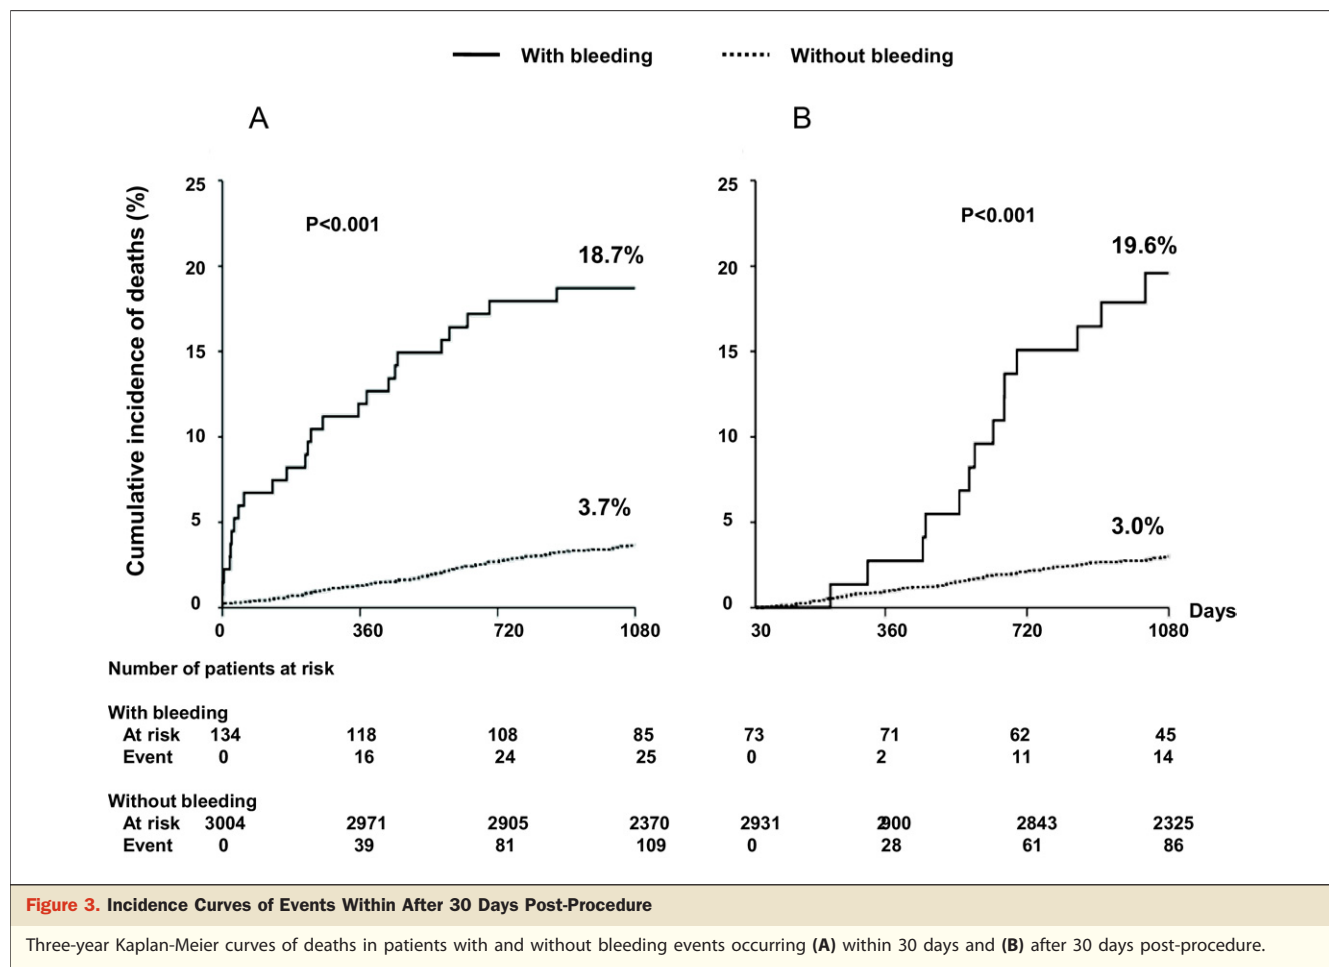 With bleeding Without bleeding
A B
Cumulative incidence of deaths (%)
25 25
P<0.001 P<0.001
18.7% 19.6%
20 20
15 15
10 10
3.7% 3.0%
5 5
0 0
Days
0 360 720 1080 30 360 720 1080
Number of patients at risk
With bleeding
At risk 134 118 108 85 73 71 62 45
Event 0 16 24 25 0 2 11 14
Without bleeding
At risk 3004 2971 2905 2370 2931 2900 2843 2325
Event 0 39 81 109 0 28 61 86
Figure 3. Incidence Curves of Events Within After 30 Days Post-Procedure
Three-year Kaplan-Meier curves of deaths in patients with and without bleeding events occurring (A) within 30 days and (B) after 30 days post-procedure.